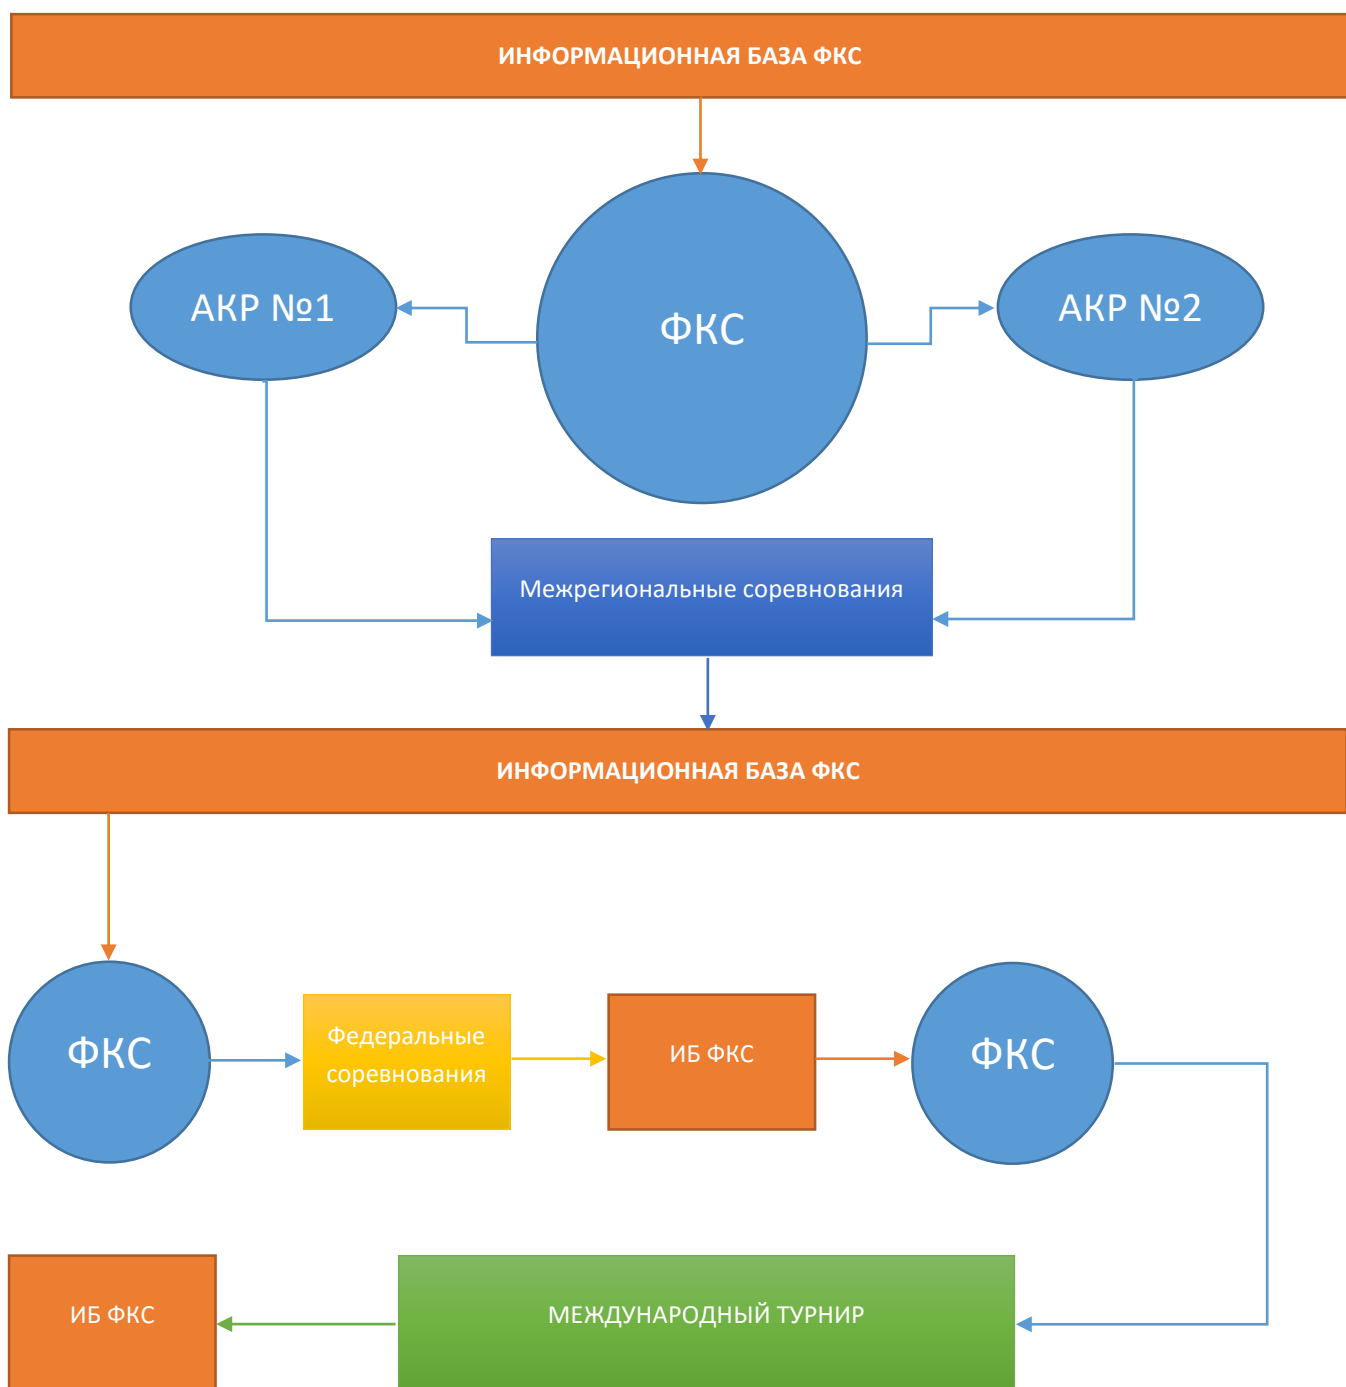 ИНФОРМАЦИОННАЯ БАЗА ФКС
АКР №1
ФКС
АКР №2
Межрегиональные соревнования
ИНФОРМАЦИОННАЯ БАЗА ФКС
ФКС
Федеральные
соревнования
ИБ ФКС
ФКС
ИБ ФКС
МЕЖДУНАРОДНЫЙ ТУРНИР